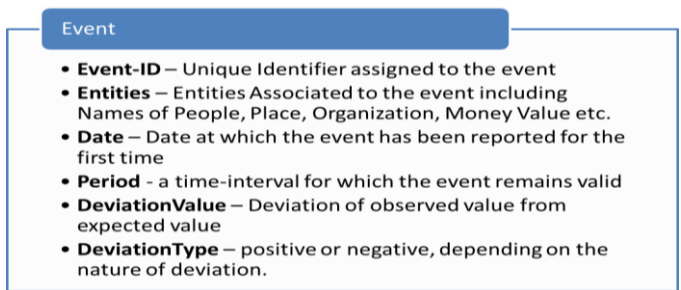 Event
• Event-ID – Unique Identifier assigned to the event
• Entities – Entities Associated to the event including
Names of People, Place, Organization, Money Value etc.
• Date – Date at which the event has been reported for the
first time
• Period - a time-interval for which the event remains valid
• DeviationValue – Deviation of observed value from
expected value
• DeviationType – positive or negative, depending on the
nature of deviation.